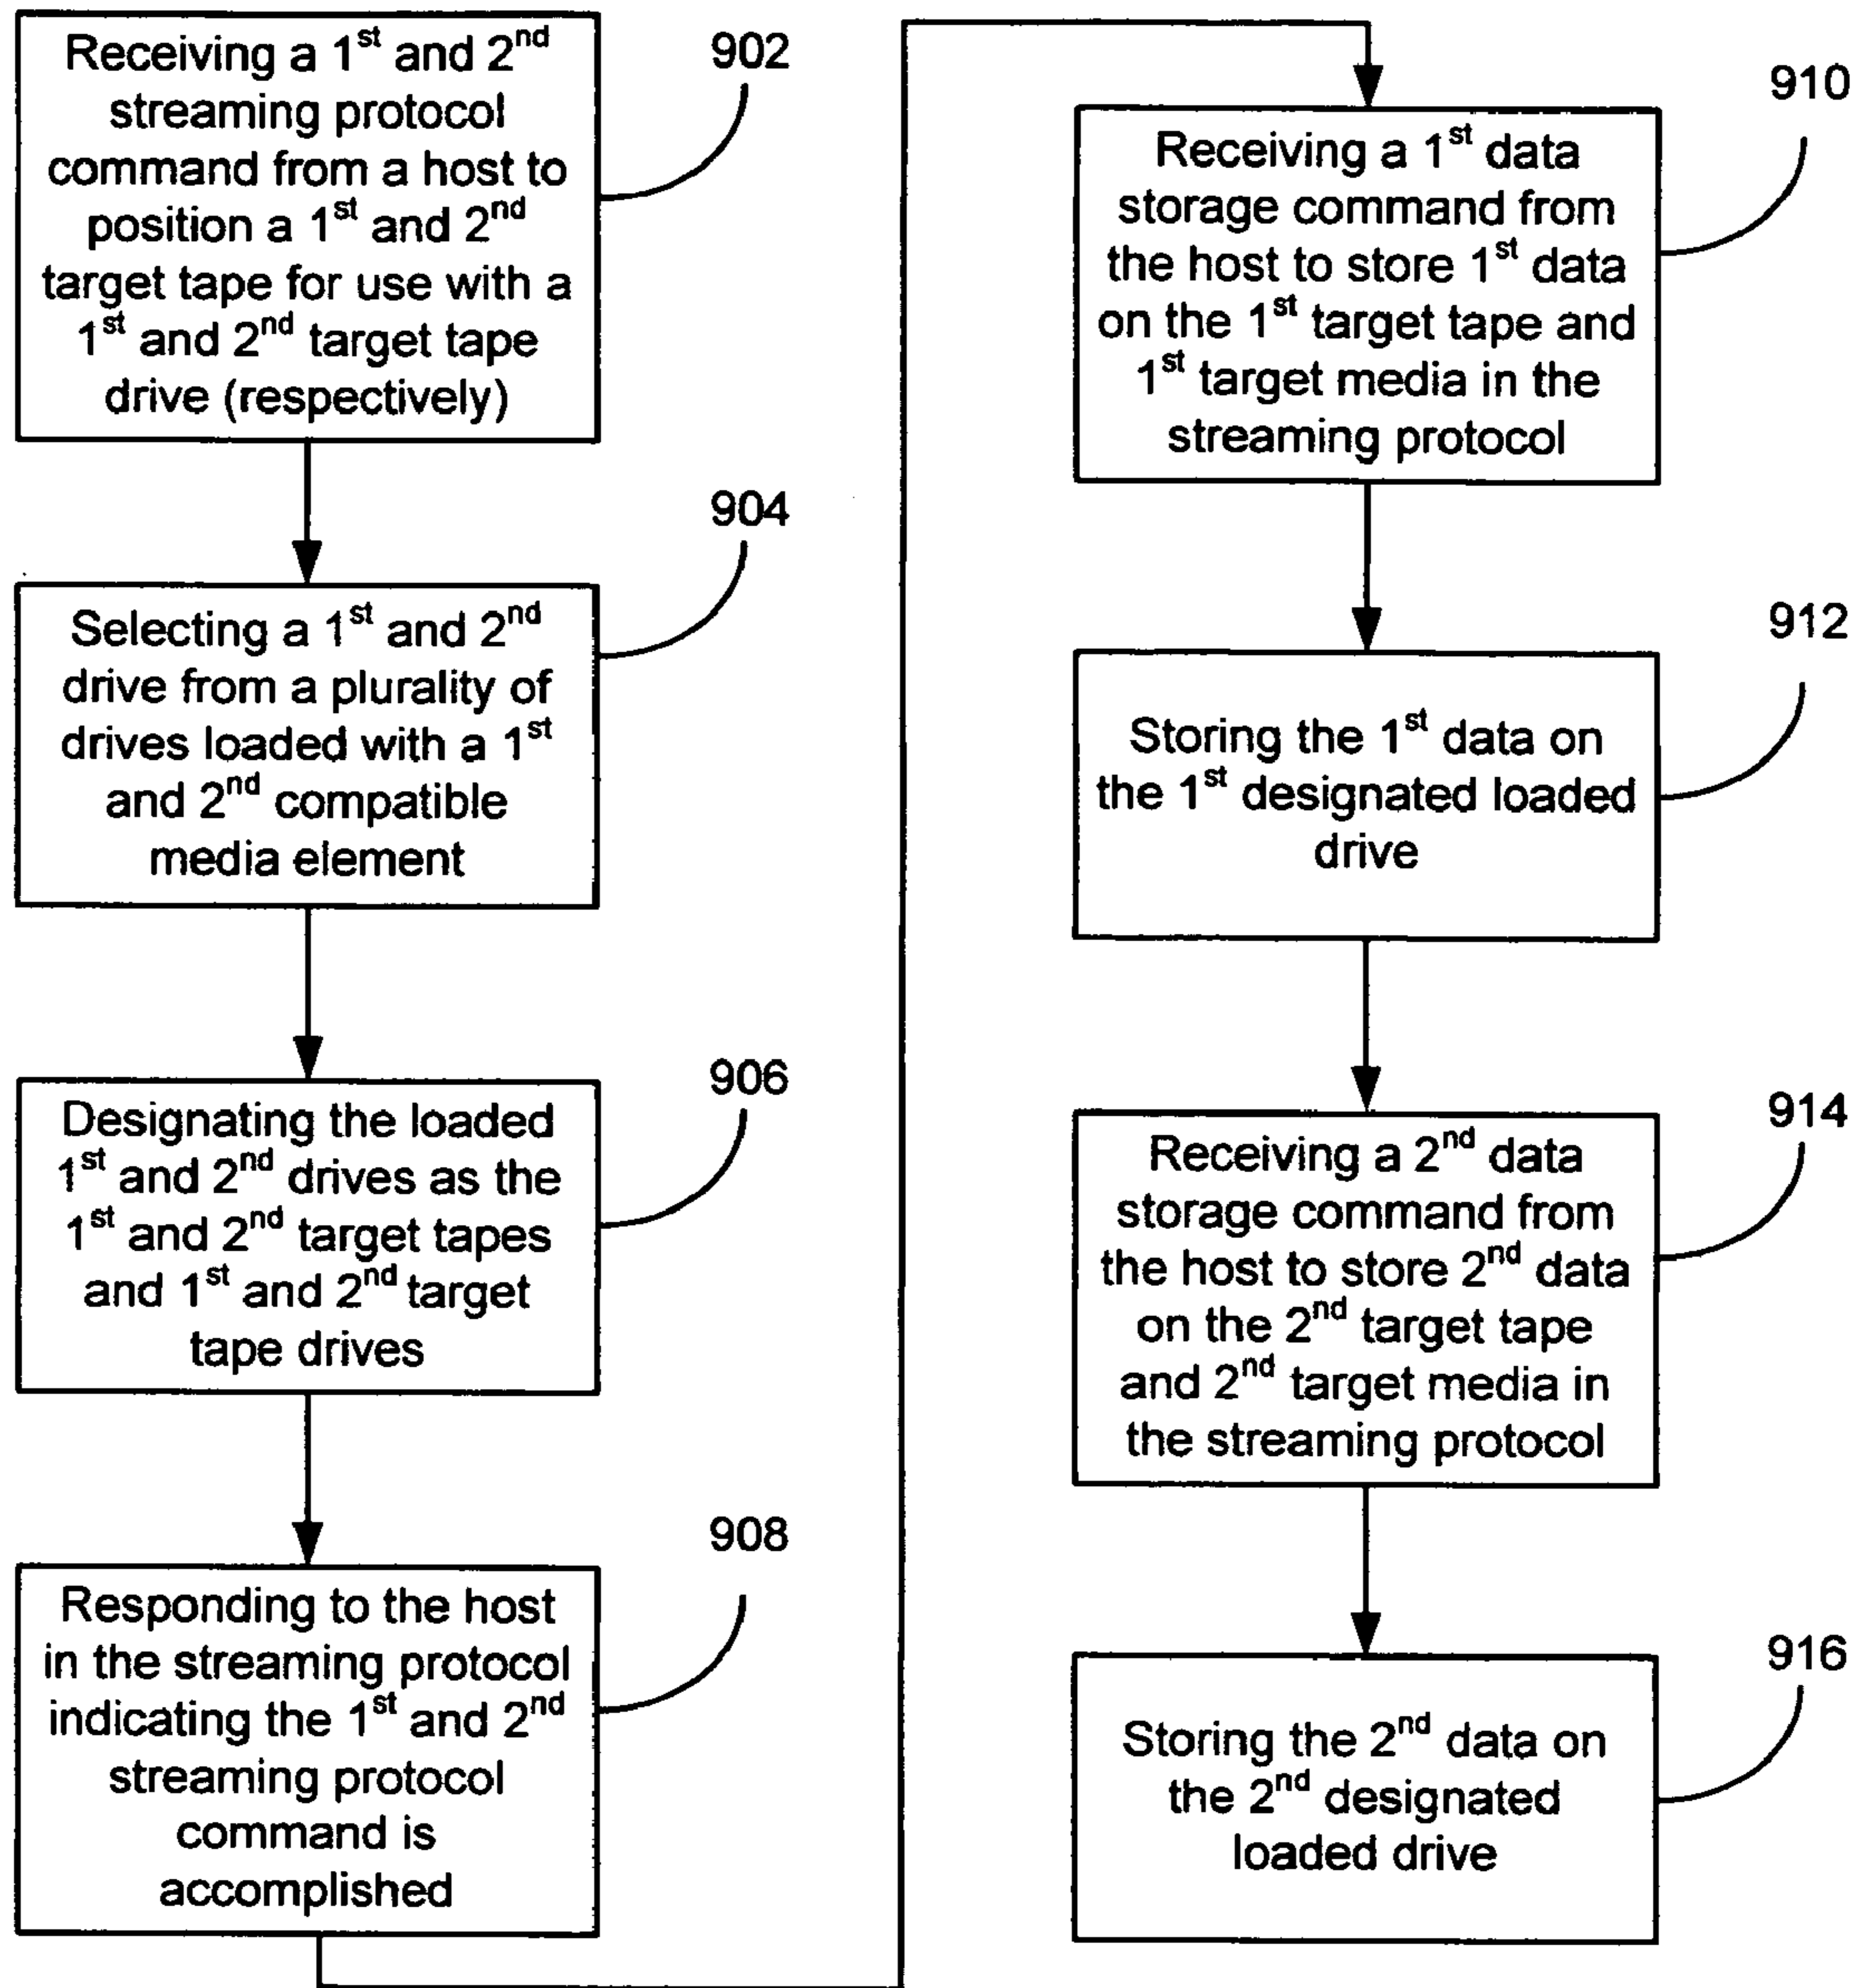 Receiving a 1st and 2nd
streaming protocol
command from a host to
position a 1st and 2nd
target tape for use with a
1st and 2nd target tape
drive (respectively)
902
Selecting a 1st and 2nd
drive from a plurality of
drives loaded with a 1st
and 2nd compatible
media element
904
Designating the loaded
1st and 2nd drives as the
1st and 2nd target tapes
and 1st and 2nd target
tape drives
906
Responding to the host
in the streaming protocol
indicating the 1st and 2nd
streaming protocol
command is
accomplished
908
Receiving a 1st data
storage command from
the host to store 1st data
on the 1st target tape and
1st target media in the
streaming protocol
910
Storing the 1st data on
the 1st designated loaded
drive
912
Receiving a 2nd data
storage command from
the host to store 2nd data
on the 2nd target tape
and 2nd target media in
the streaming protocol
914
Storing the 2nd data on
the 2nd designated
loaded drive
916